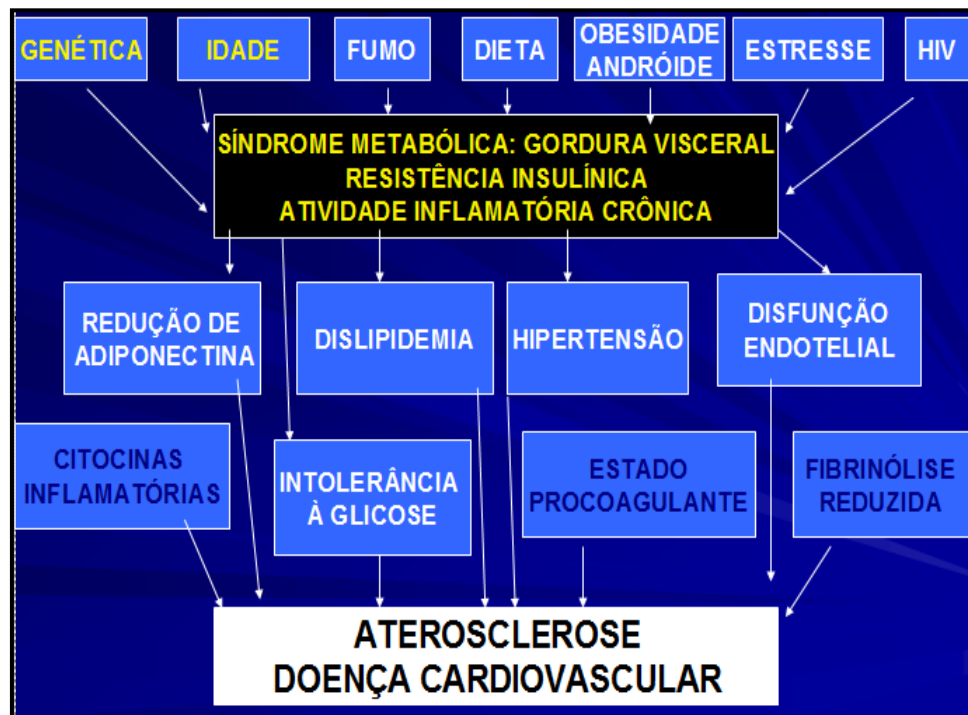 GENÉTICA
IDADE
FUMO
DIETA
OBESIDADE
ANDRÓIDE
ESTRESSE
HIV
SÍNDROME METABÓLICA: GORDURA VISCERAL
RESISTÊNCIA INSULÍNICA
ATIVIDADE INFLAMATÓRIA CRÔNICA
REDUÇÃO DE
ADIPONECTINA
DISLIPIDEMIA
HIPERTENSÃO
DISFUNÇÃO
ENDOTELIAL
CITOCINAS
INFLAMATÓRIAS
INTOLERÂNCIA
À GLICOSE
ESTADO
PROCOAGULANTE
FIBRINÓLISE
REDUZIDA
ATEROSCLEROSE
DOENÇA CARDIOVASCULAR